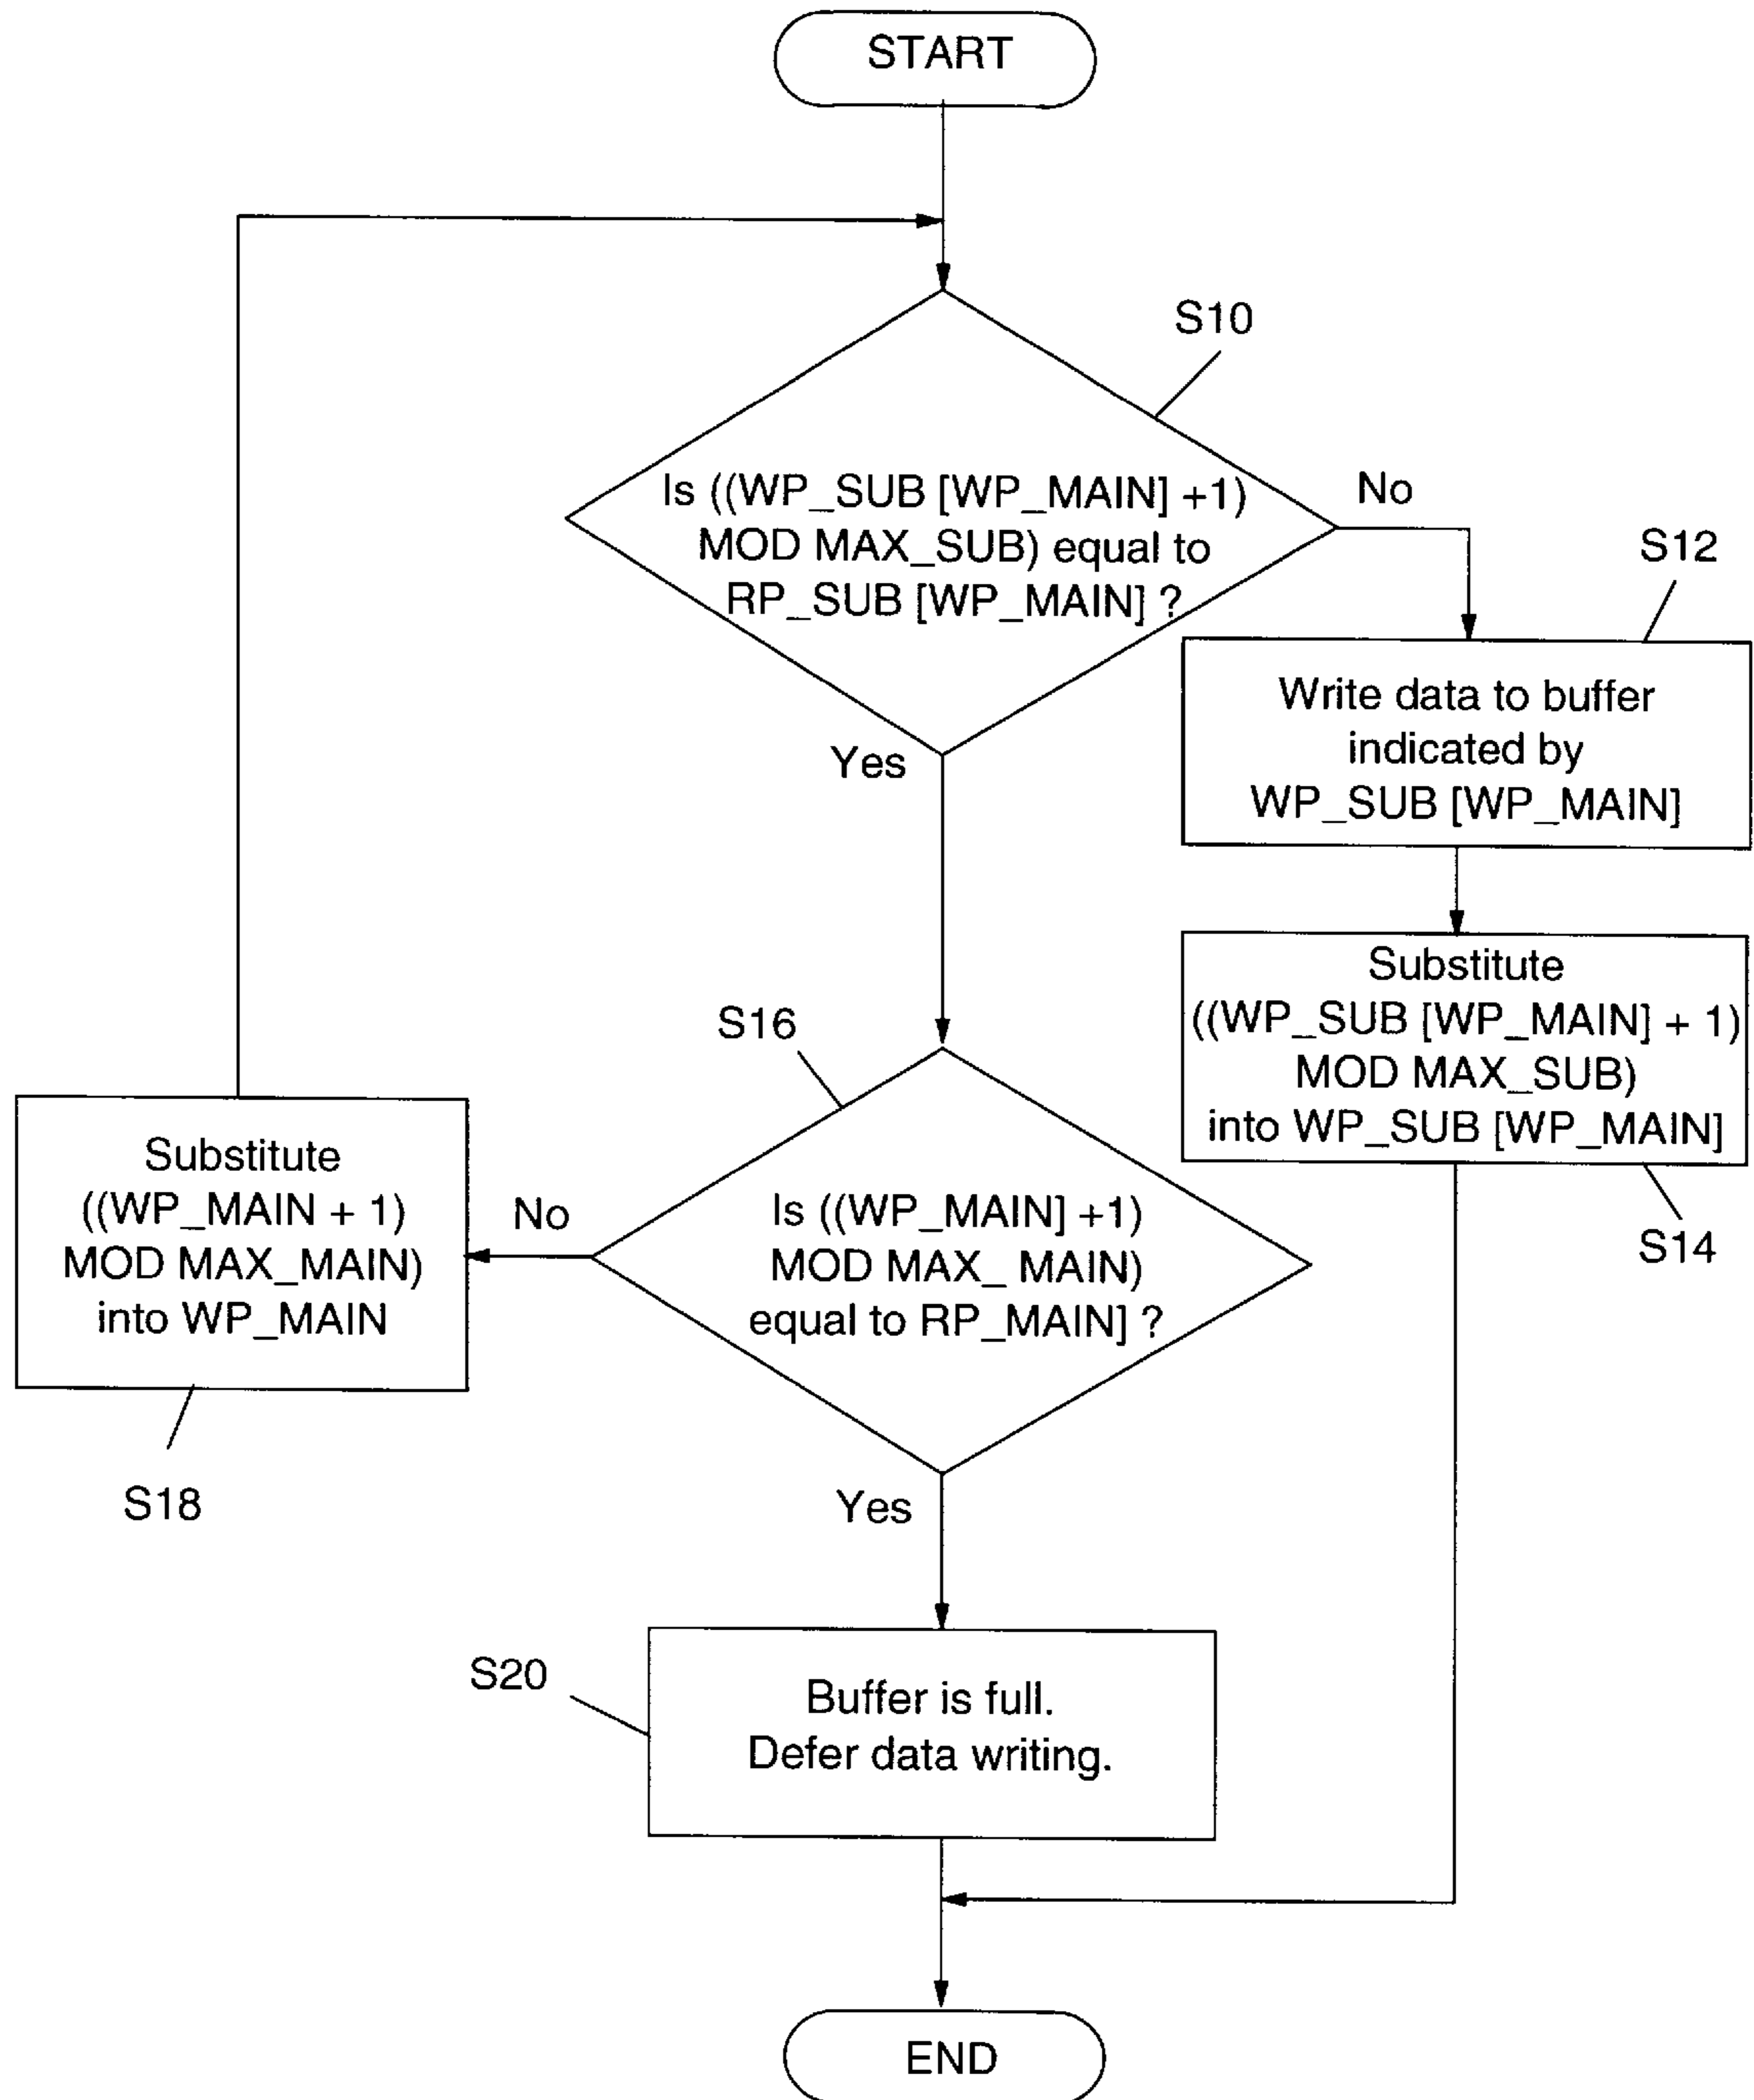 START
S10
Is ((WP_SUB [WP_MAIN] +1)
MOD MAX_SUB) equal to
RP_SUB [WP_MAIN] ?
No
S12
Write data to buffer
indicated by
WP_SUB [WP_MAIN]
Yes
Substitute
((WP_SUB [WP_MAIN] + 1)
MOD MAX_SUB)
into WP_SUB [WP_MAIN]
S14
S16
Is ((WP_MAIN] +1)
MOD MAX_ MAIN)
equal to RP_MAIN] ?
No
Substitute
((WP_MAIN + 1)
MOD MAX_MAIN)
into WP_MAIN
S18
Yes
S20
Buffer is full.
Defer data writing.
END